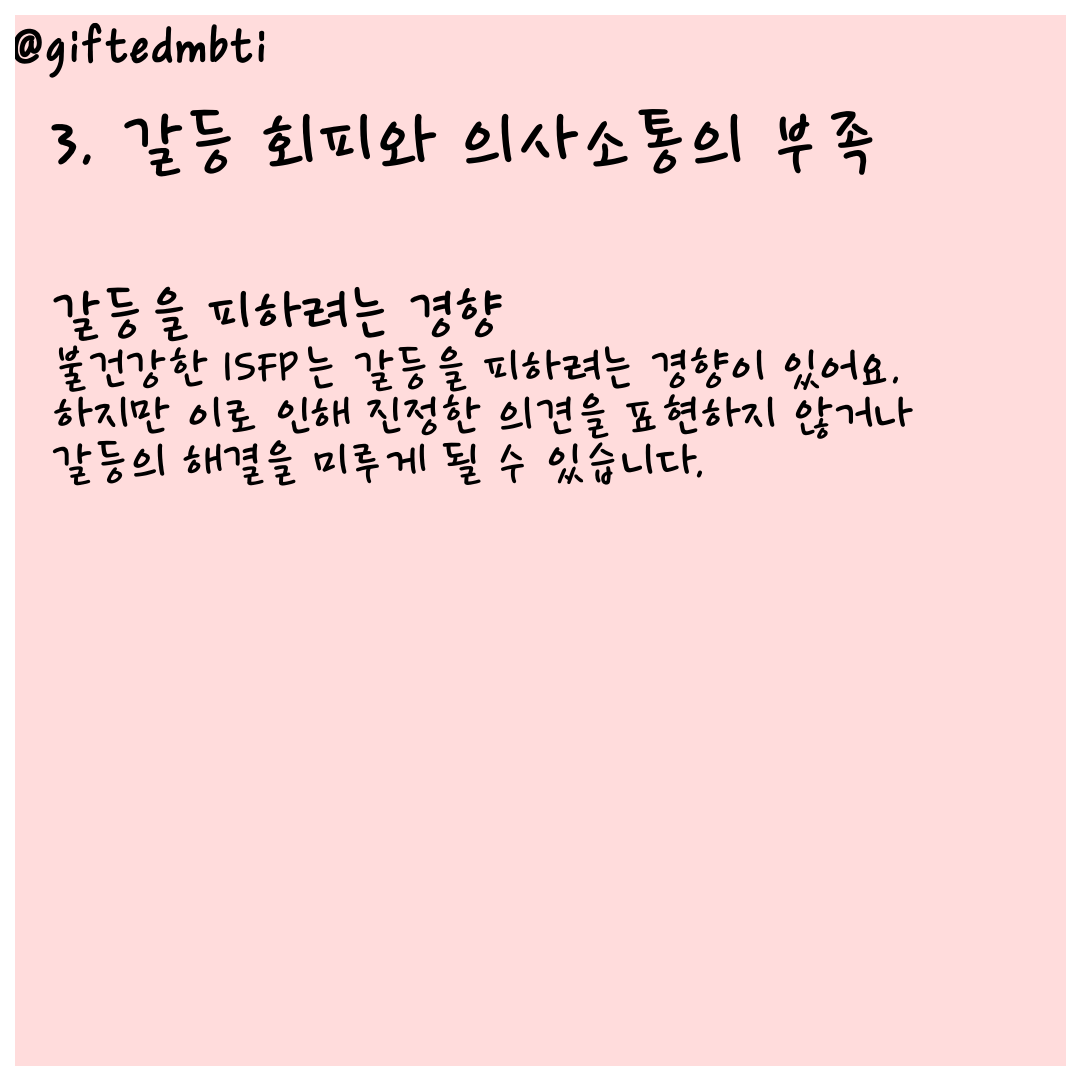 @giftedmbti
3. 갈등 회피와 의사소통의 부족
갈등을 피하려는 경향
불건강한 ISFP는 갈등을 피하려는 경향이 있어요.
하지만 이로 인해 진정한 의견을 표현하지 않거나
갈등의 해결을 미루게 될 수 있습니다.